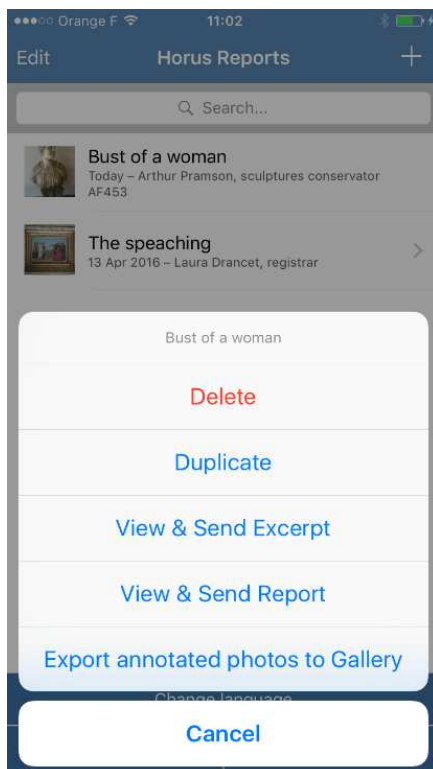 Orange F 11:02
Edit Horus Reports +
Search...
Bust of a woman
Today – Arthur Pramson, sculptures conservator
AF453
The speaching
13 Apr 2016 – Laura Drancet, registrar
Bust of a woman
Delete
Duplicate
View & Send Excerpt
View & Send Report
Export annotated photos to Gallery
Change language
Cancel